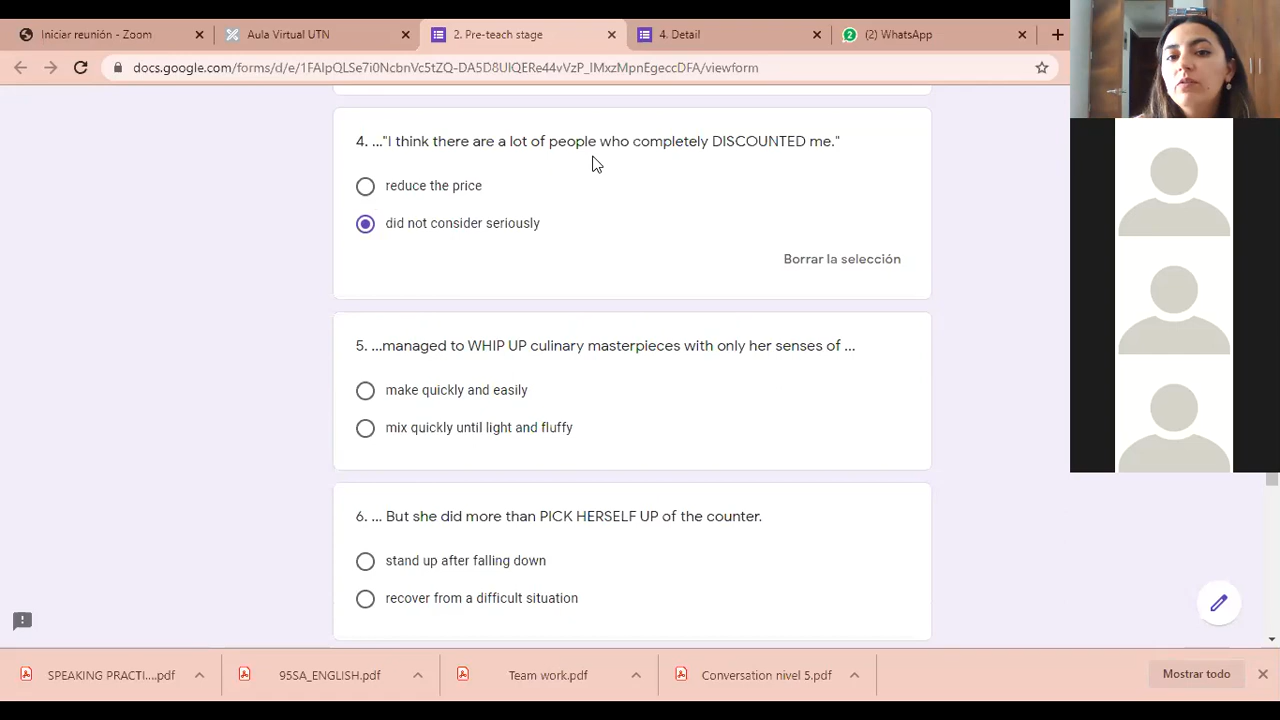 Iniciar reunión - Zoom
Aula Virtual UTN
2. Pre-teach stage
4. Detail
(2) WhatsApp
docs.google.com/forms/d/e/1FAIpQLSe7i0NcbnVc5tZQ-DA5D8UlQERe44vVzP_lMxzMpnEgeccDFA/viewform
4. ..."I think there are a lot of people who completely DISCOUNTED me."
reduce the price
did not consider seriously
Borrar la selección
5. ...managed to WHIP UP culinary masterpieces with only her senses of ...
make quickly and easily
mix quickly until light and fluffy
6. ... But she did more than PICK HERSELF UP of the counter.
stand up after falling down
recover from a difficult situation
SPEAKING PRACTI....pdf
95SA_ENGLISH.pdf
Team work.pdf
Conversation nivel 5.pdf
Mostrar todo